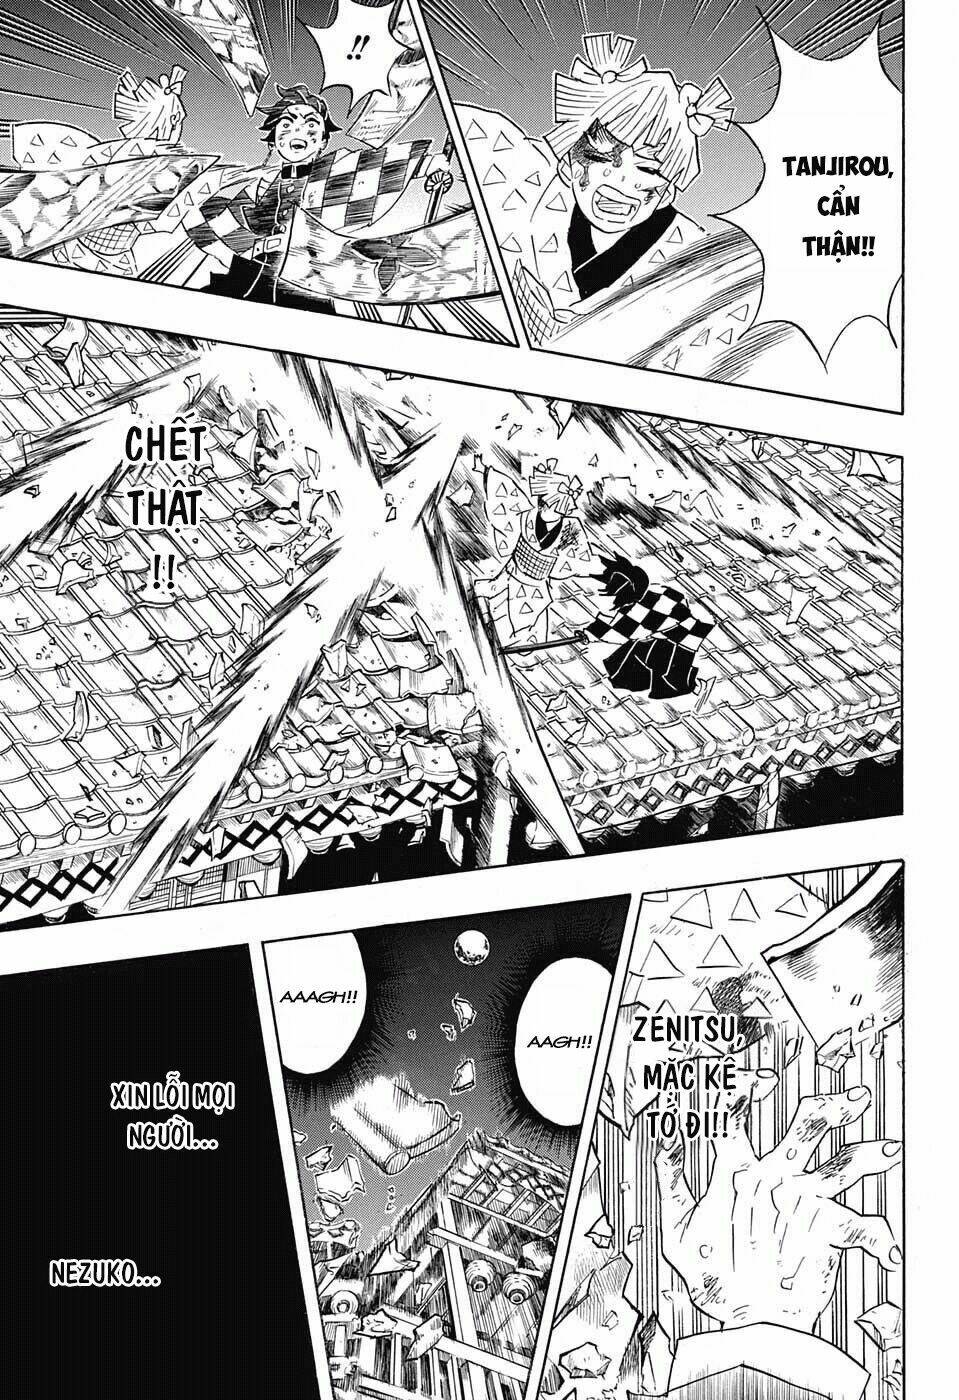 TANJIROU,
CẨN
THẬN!!
!!
CHẾT
THẬT
!!
ZENITSU,
MẶC KỆ
TỚ ĐI!!
AAGH!!
AAAGH!!
XIN LỖI MỌI
NGƯỜI...
NEZUKO...